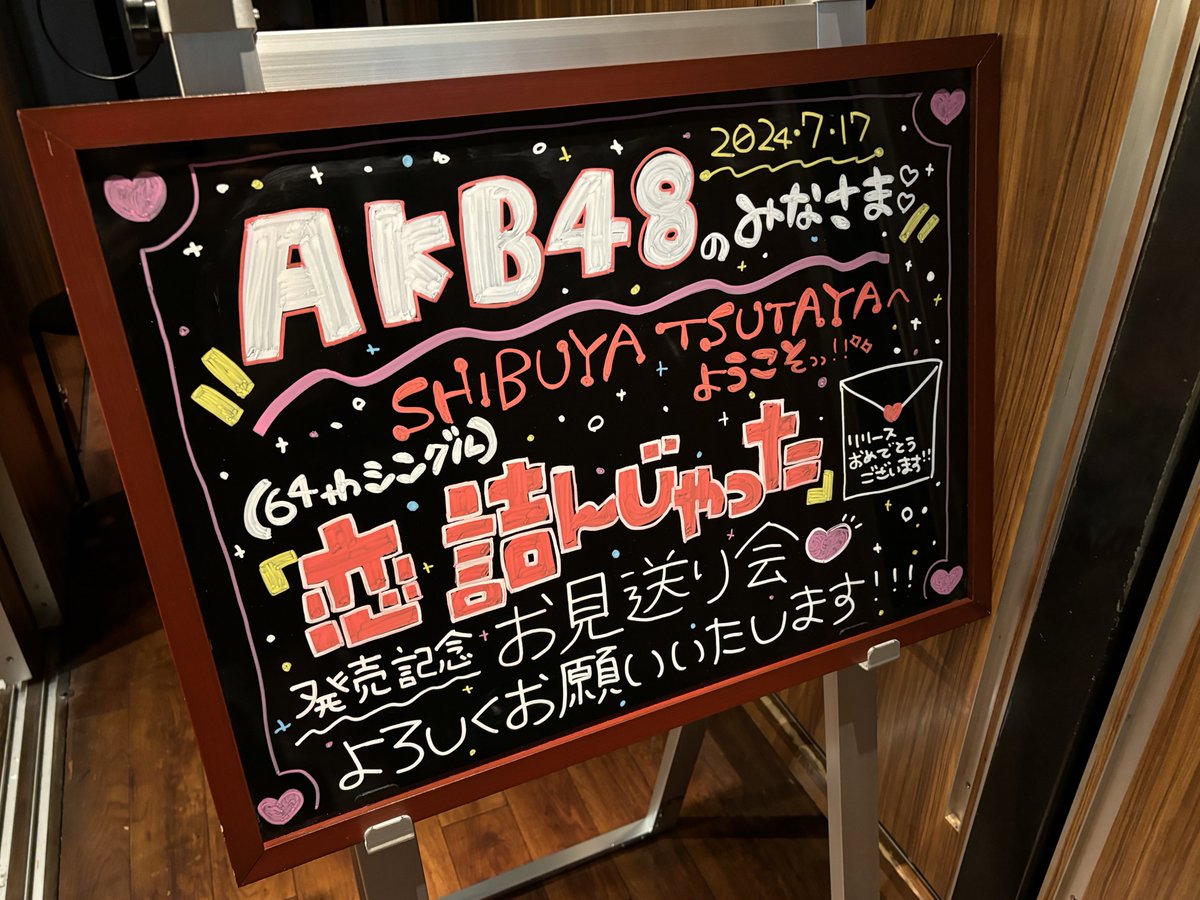 2024・7・17
AKB48のみなさま
SHIBUYA TSUTAYAへ
ようこそっっ!!
(64thシングル)
『恋 詰んじゃった』
リリース
おめでとう
ございます!!
発売記念 お見送り会
よろしくお願いいたします!!!